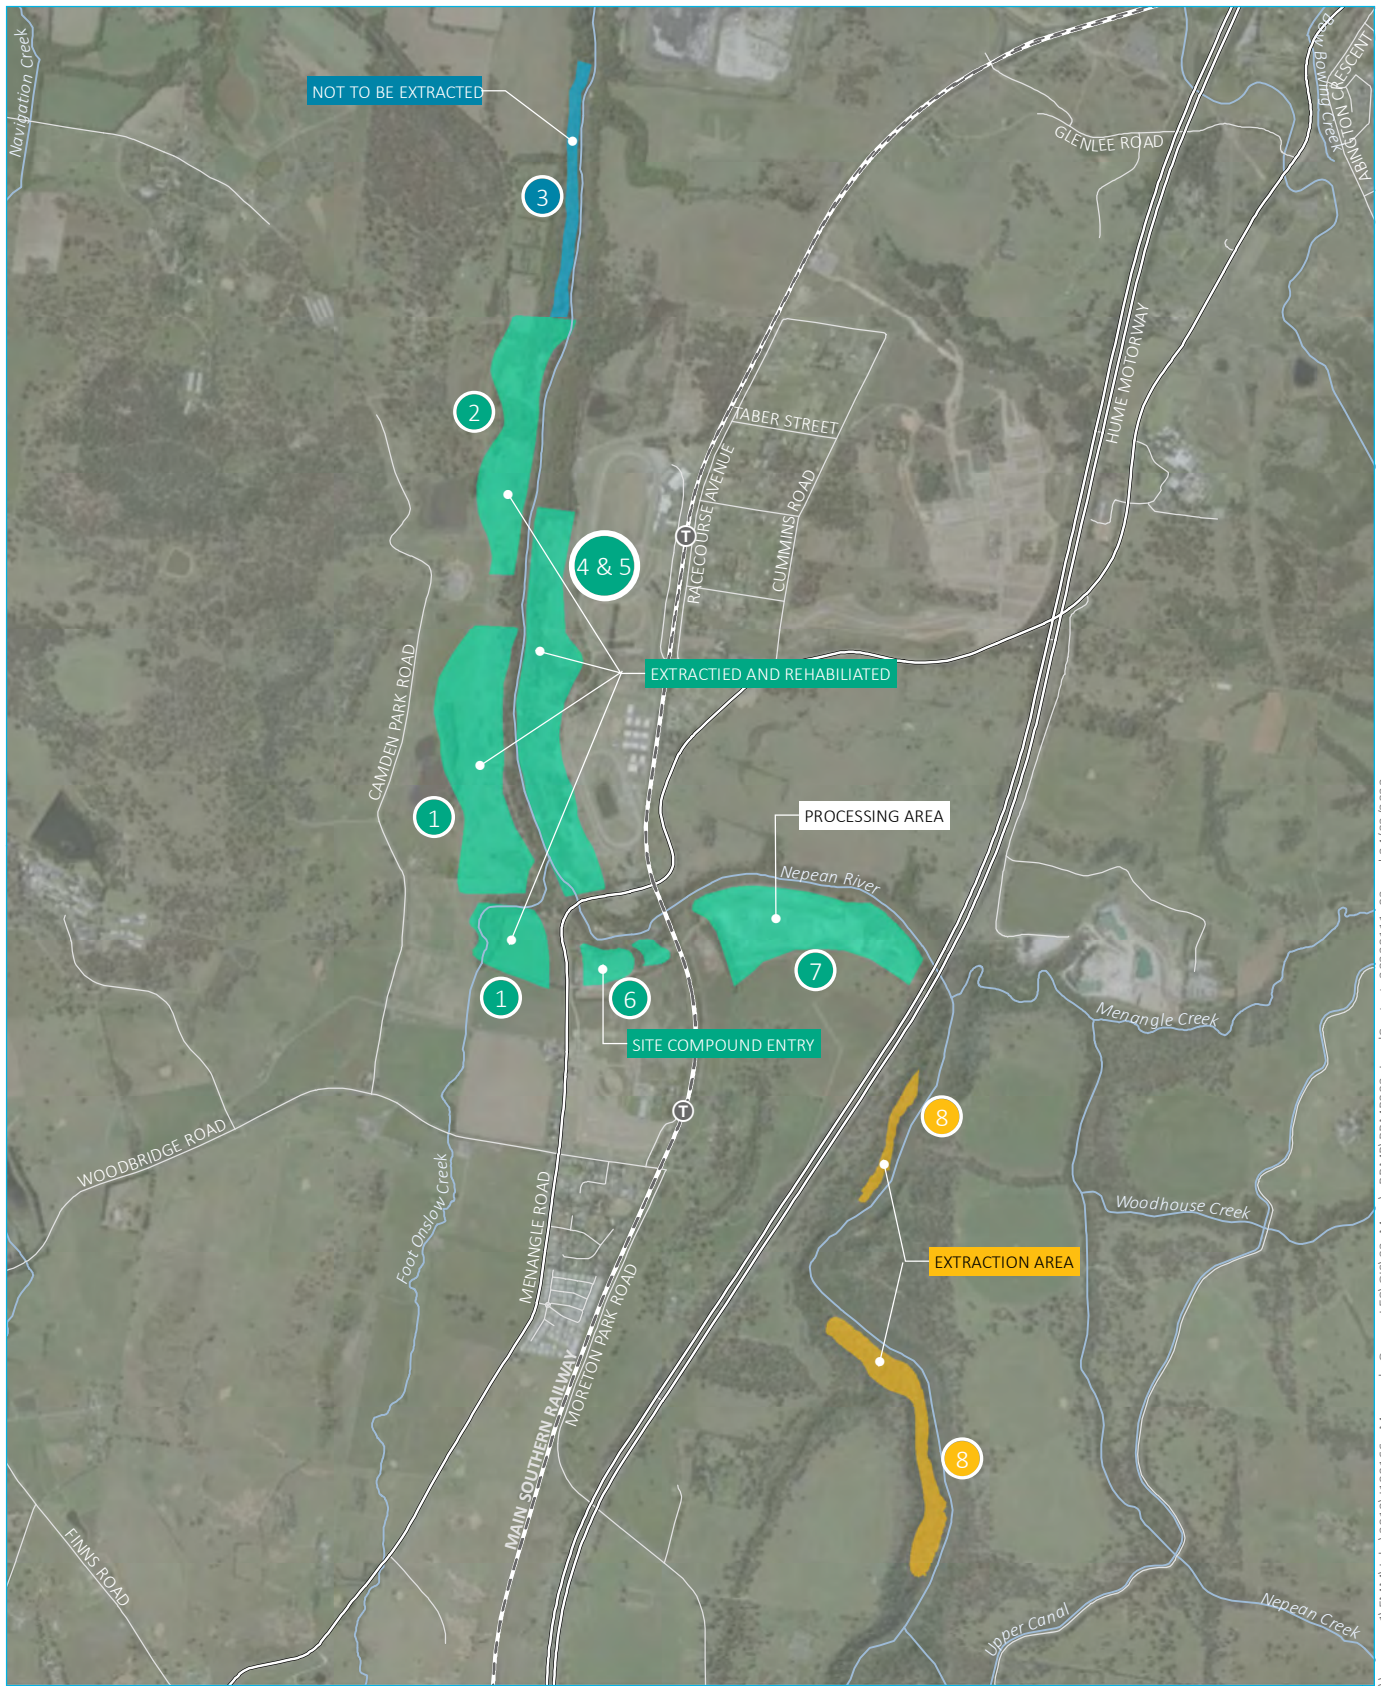 Navigation Creek
NOT TO BE EXTRACTED
3
GLENLEE ROAD
Bow Bowing Creek
ABINGTON CRESCENT
HUME MOTORWAY
2
TABER STREET
RACECOURSE AVENUE
CUMMINS ROAD
T
4 & 5
EXTRACTIED AND REHABILIATED
CAMDEN PARK ROAD
1
PROCESSING AREA
Nepean River
7
1
6
SITE COMPOUND ENTRY
Menangle Creek
T
8
WOODBRIDGE ROAD
Foot Onslow Creek
MENANGLE ROAD
Woodhouse Creek
EXTRACTION AREA
MORETON PARK ROAD
MAIN SOUTHERN RAILWAY
8
FINNS ROAD
Upper Canal
Nepean Creek